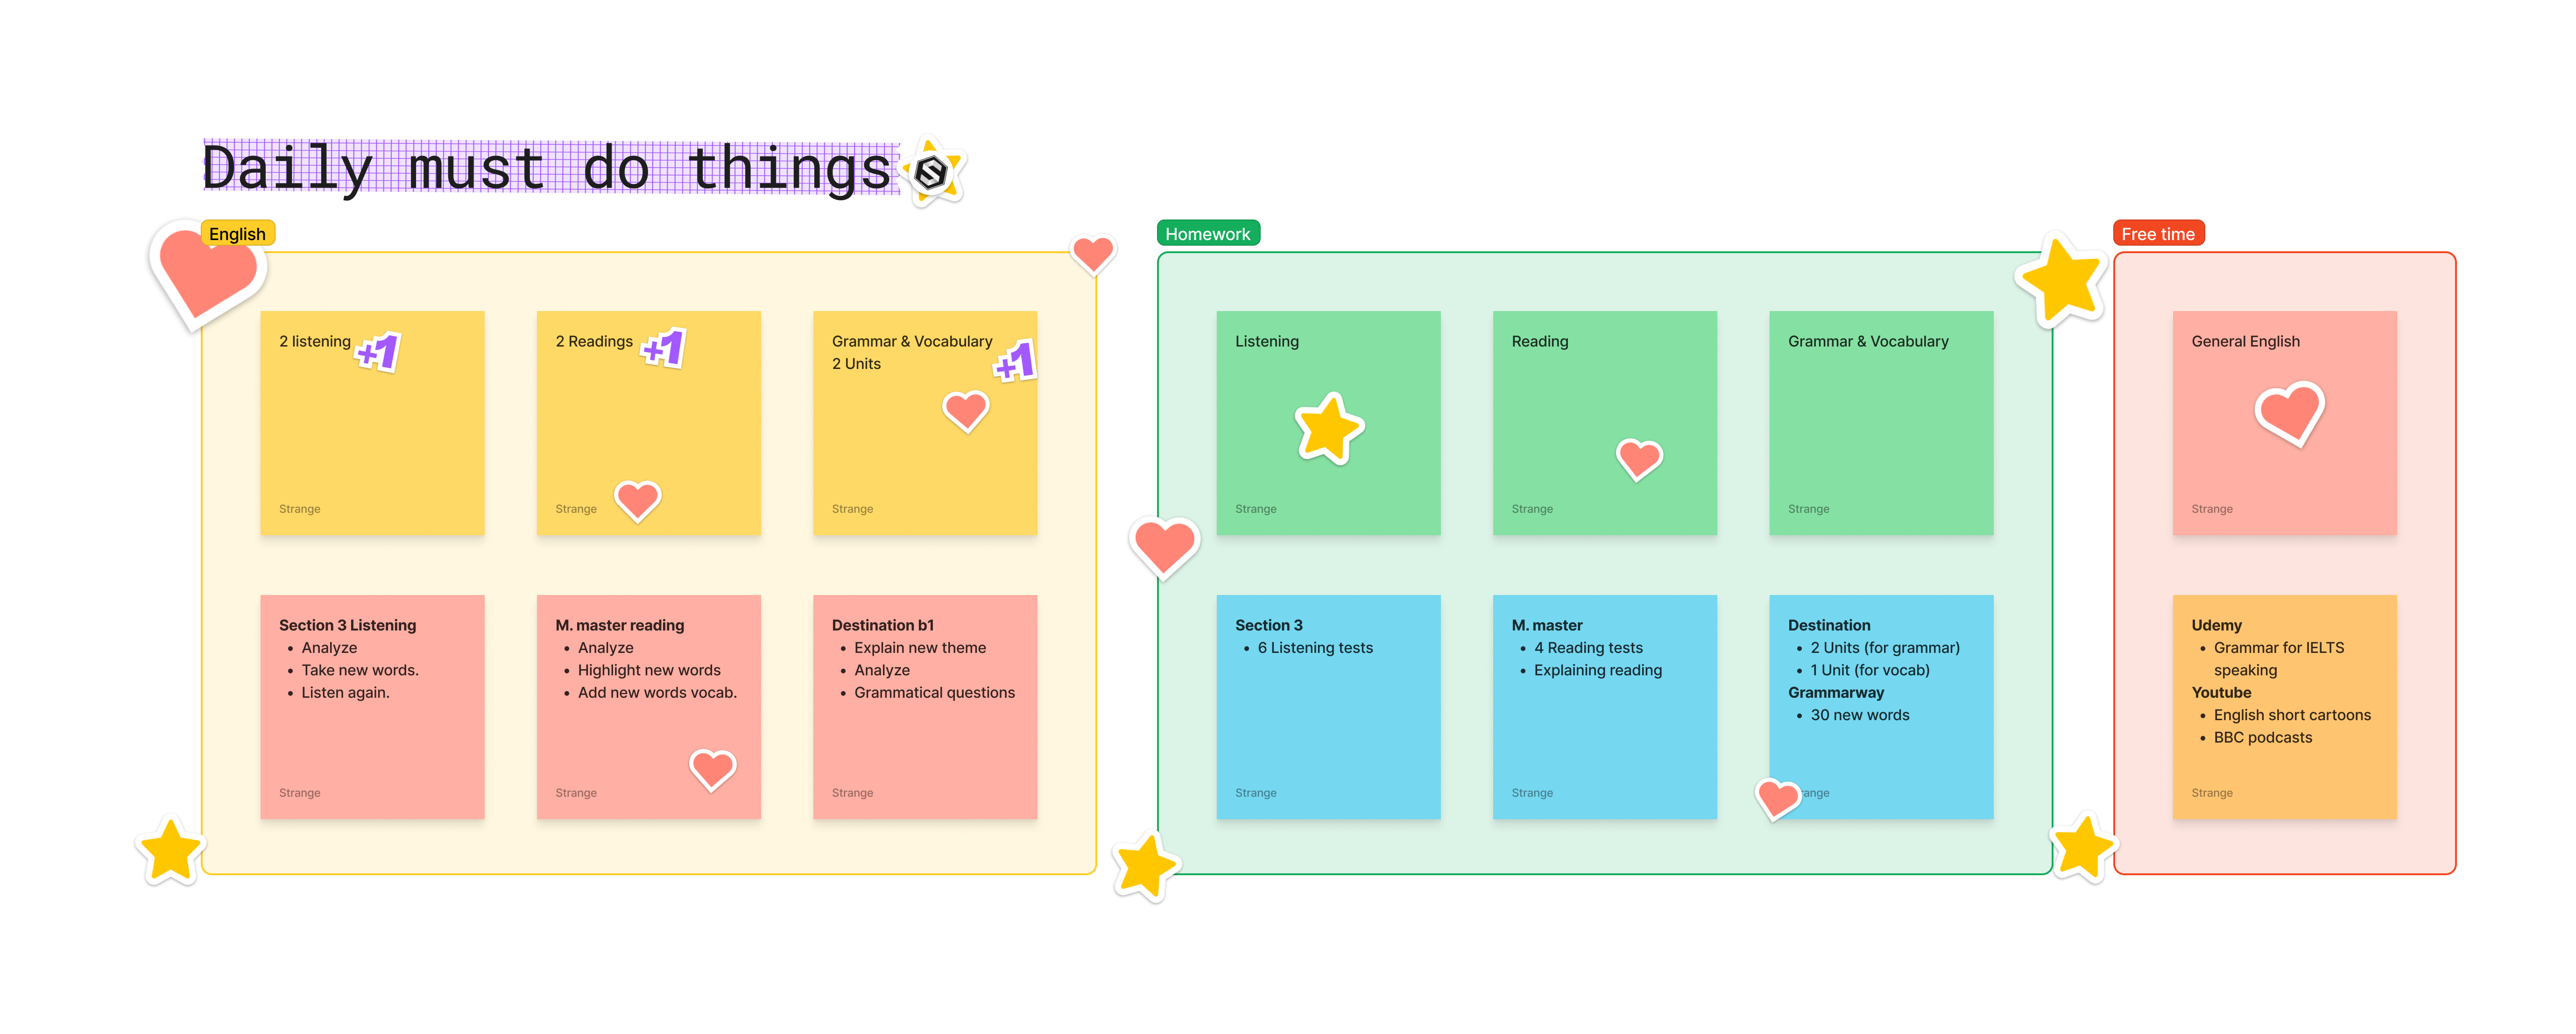 Daily must do things
English
2 listening
+1
Strange
2 Readings
+1
Strange
Grammar & Vocabulary
2 Units
+1
Strange
Section 3 Listening
• Analyze
• Take new words.
• Listen again.
Strange
M. master reading
• Analyze
• Highlight new words
• Add new words vocab.
Strange
Destination b1
• Explain new theme
• Analyze
• Grammatical questions
Strange
Homework
Listening
Strange
Reading
Strange
Grammar & Vocabulary
Strange
Section 3
• 6 Listening tests
Strange
M. master
• 4 Reading tests
• Explaining reading
Strange
Destination
• 2 Units (for grammar)
• 1 Unit (for vocab)
Grammarway
• 30 new words
Free time
General English
Strange
Udemy
• Grammar for IELTS
speaking
Youtube
• English short cartoons
• BBC podcasts
Strange